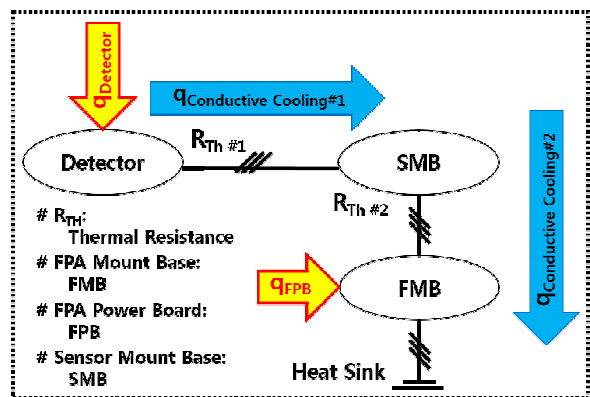 qDetector
qConductive Cooling#1
qConductive Cooling#2
Detector
RTh #1
SMB
RTh #2
# RTH:
Thermal Resistance
# FPA Mount Base:
FMB
# FPA Power Board:
FPB
# Sensor Mount Base:
SMB
qFPB
FMB
Heat Sink